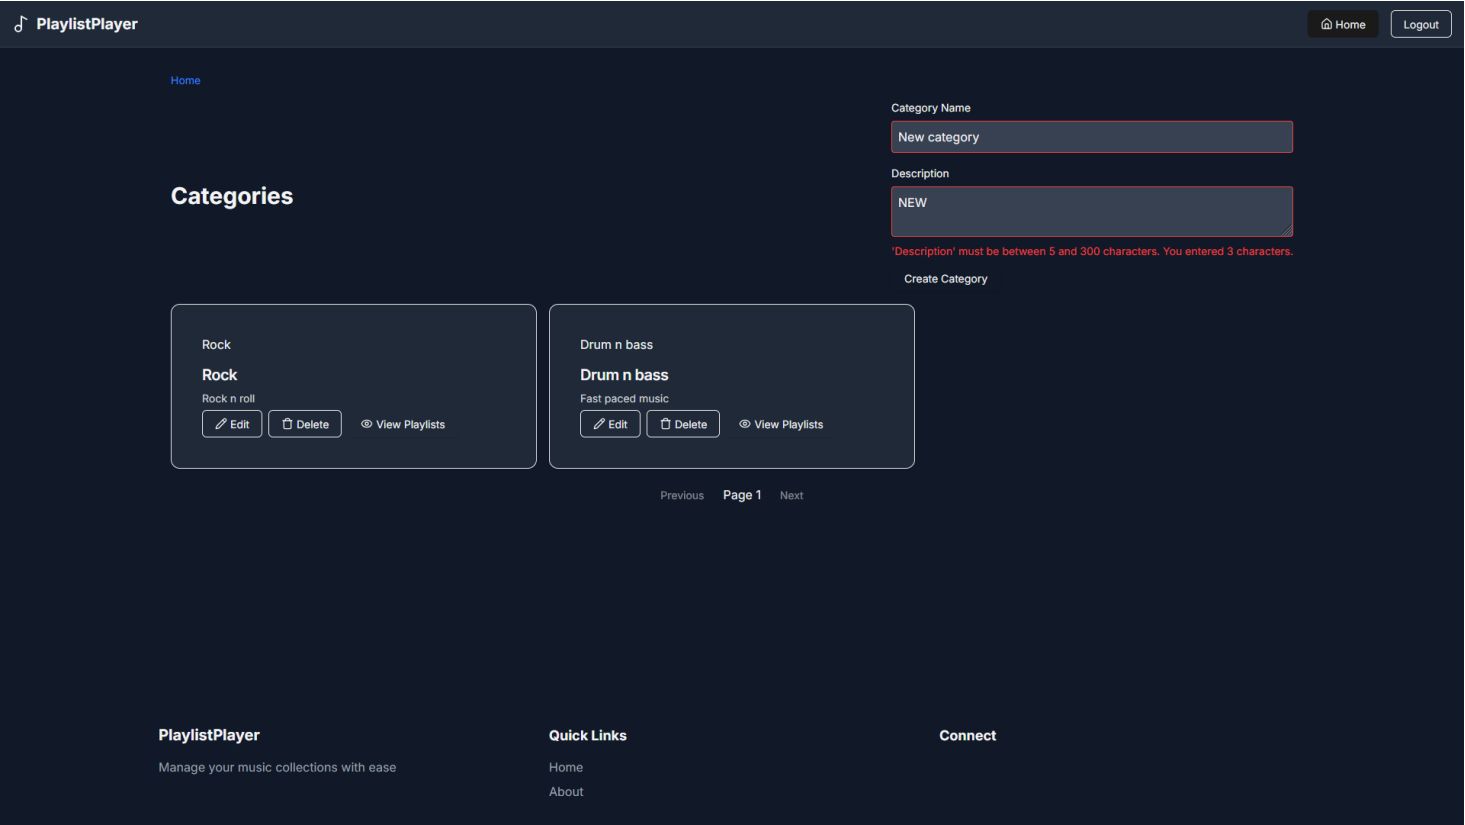 PlaylistPlayer
Home
Logout
Home
Category Name
New category
Description
NEW
'Description' must be between 5 and 300 characters. You entered 3 characters.
Create Category
Categories
Rock
Rock
Rock n roll
Edit
Delete
View Playlists
Drum n bass
Drum n bass
Fast paced music
Edit
Delete
View Playlists
Previous
Page 1
Next
PlaylistPlayer
Manage your music collections with ease
Quick Links
Home
About
Connect